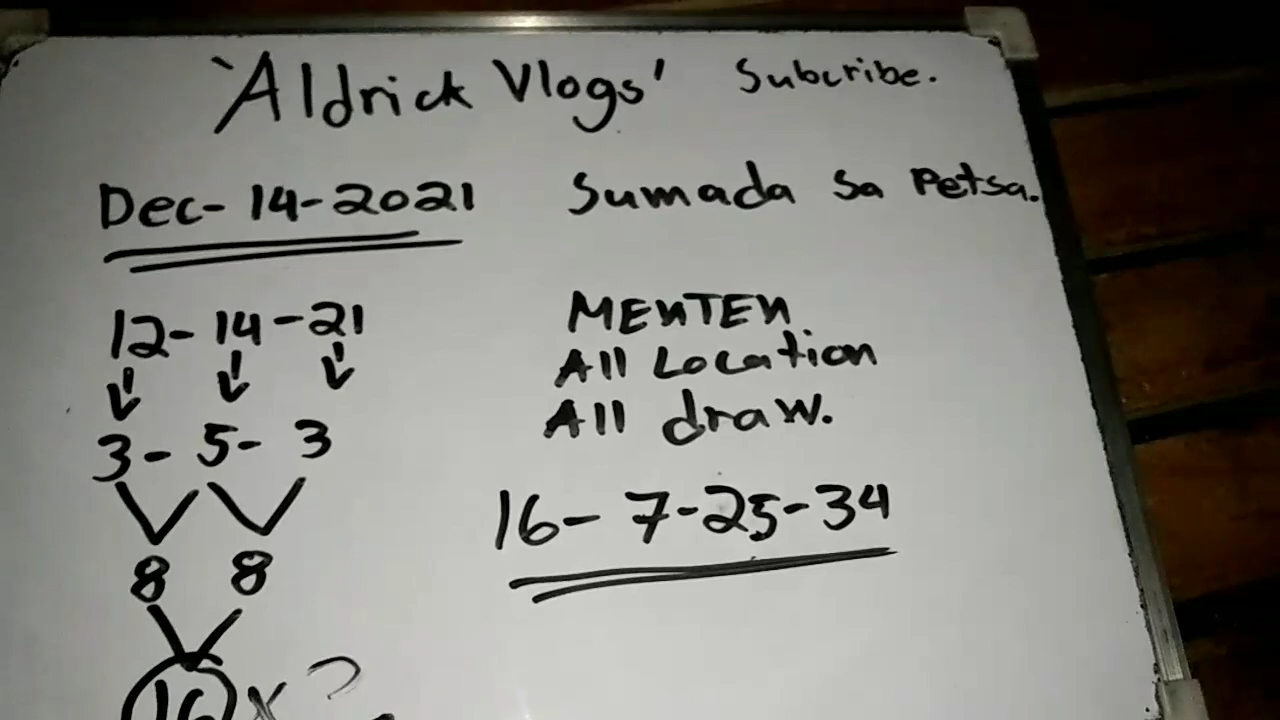 'Aldrick Vlogs' Subcribe.
Dec-14-2021 Sumada Sa Petsa.
12-14-21
3-5-3
8 8
16 x ?
MENTEN
All Location
All draw.
16-7-25-34